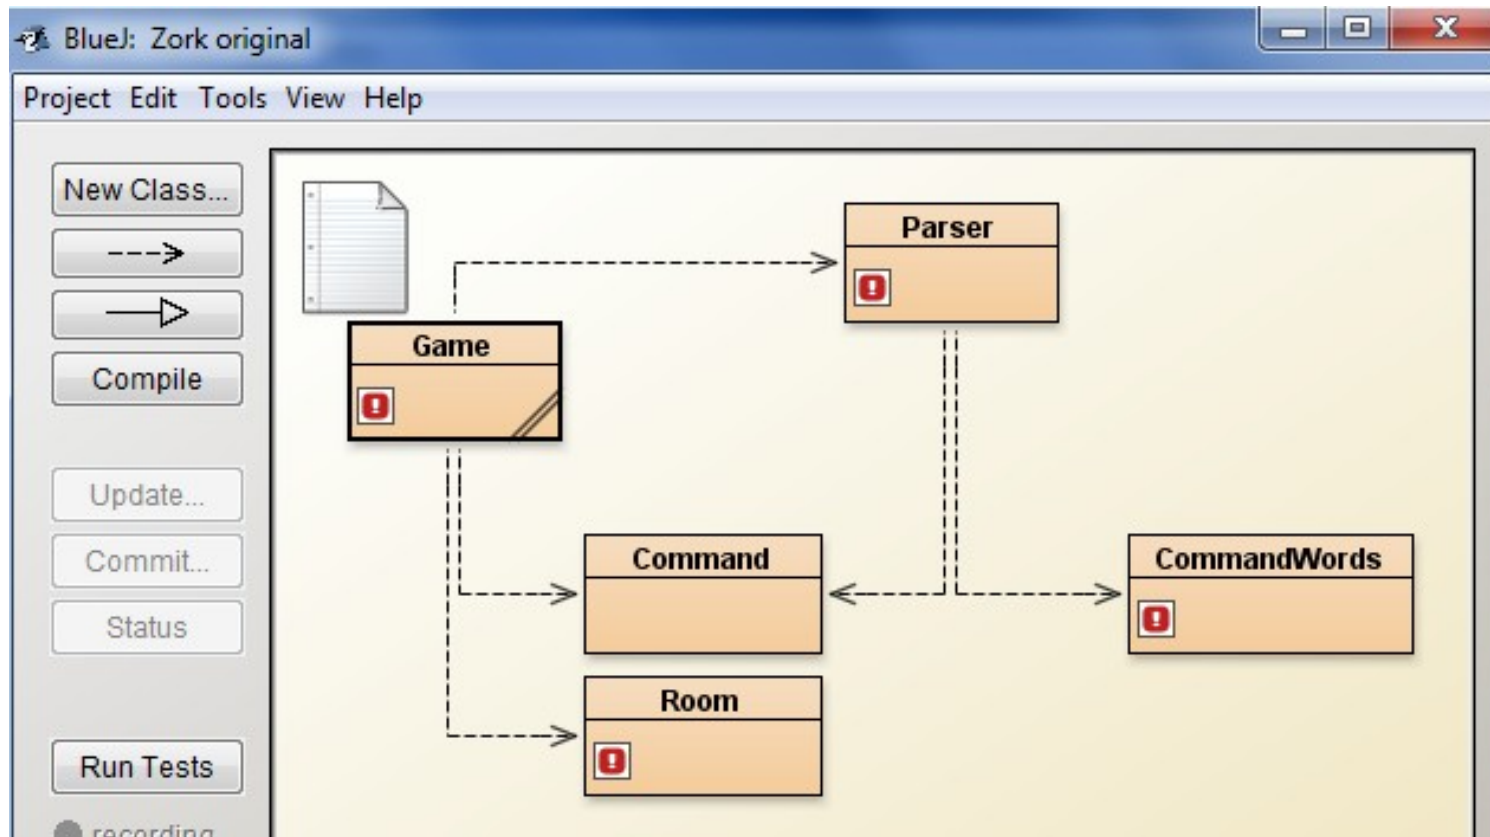 BlueJ: Zork original
Project Edit Tools View Help
New Class...
Compile
Update...
Commit...
Status
Run Tests
recording
Parser
Game
Command
CommandWords
Room